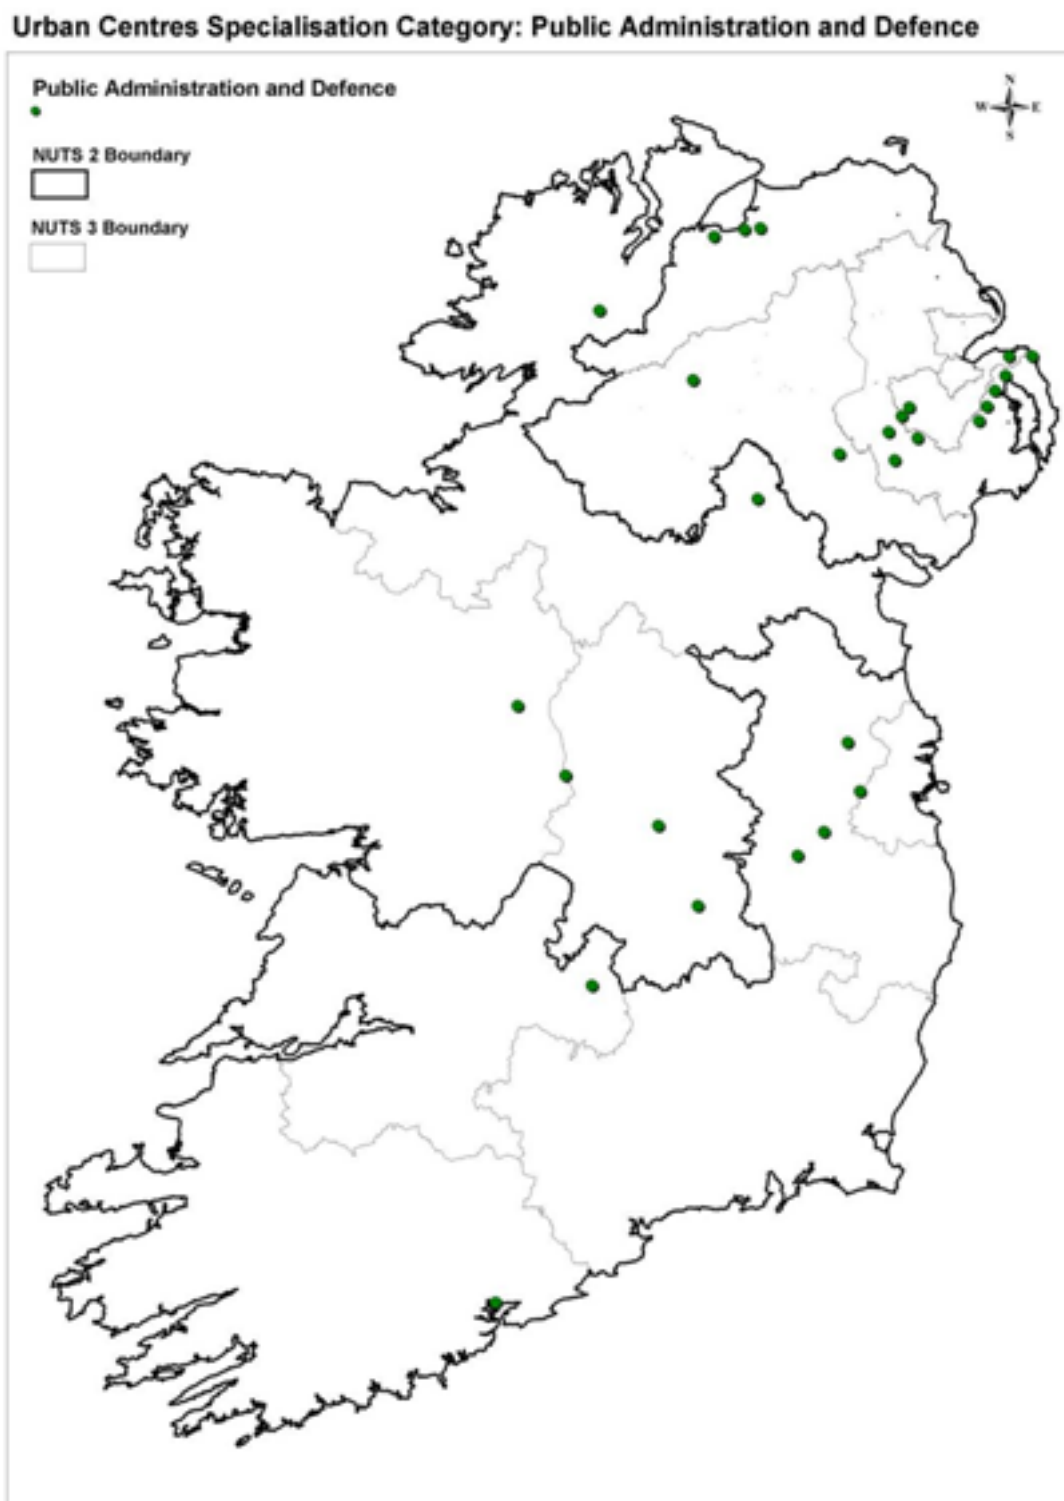 Urban Centres Specialisation Category: Public Administration and Defence
Public Administration and Defence
N
W E
S
NUTS 2 Boundary
NUTS 3 Boundary